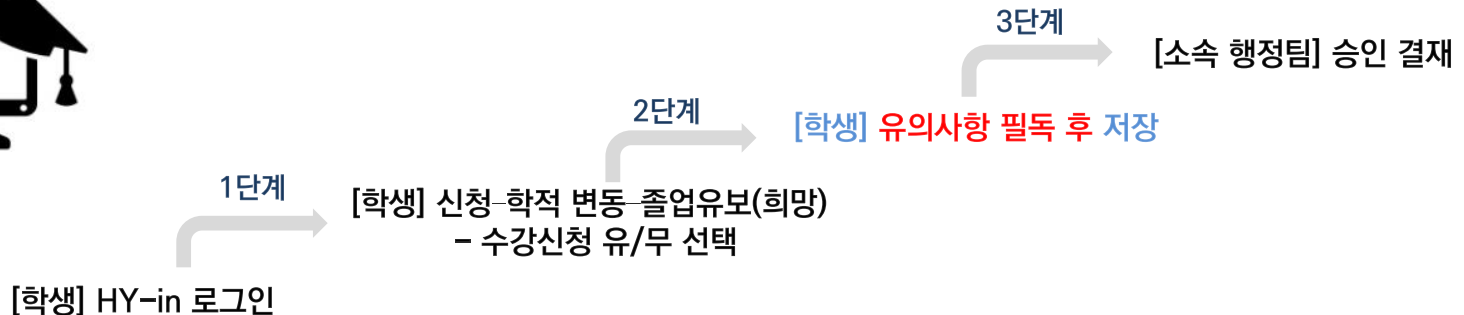 3단계
[소속 행정팀] 승인 결재
2단계
[학생] 유의사항 필독 후 저장
1단계
[학생] 신청-학적 변동-졸업유보(희망)
- 수강신청 유/무 선택
[학생] HY-in 로그인